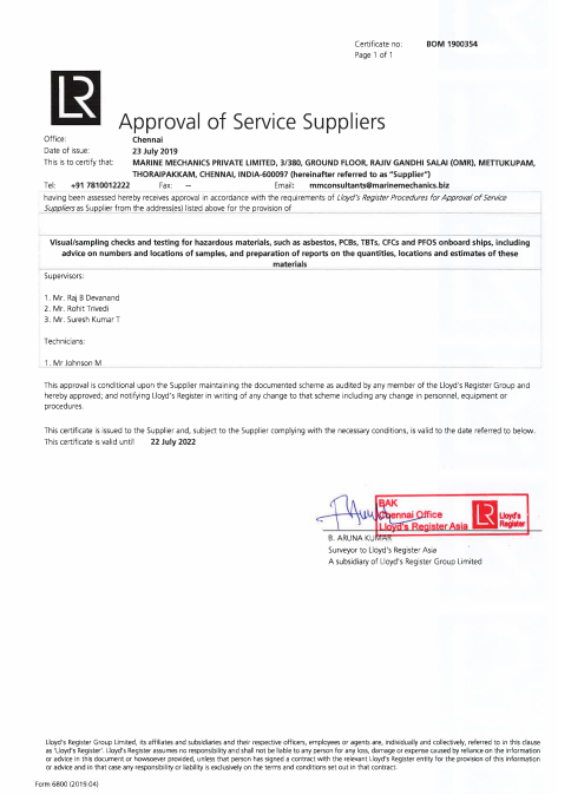 Certificate no: BOM 1900354
Page 1 of 1
LR
Approval of Service Suppliers
Office: Chennai
Date of issue: 23 July 2019
This is to certify that: MARINE MECHANICS PRIVATE LIMITED, 3/380, GROUND FLOOR, RAJIV GANDHI SALAI (OMR), METTUKUPAM,
THORAIPAKKAM, CHENNAI, INDIA-600097 (hereinafter referred to as "Supplier")
Tel: +91 7810012222 Fax: -- Email: mmconsultants@marinemechanics.biz
having been assessed hereby receives approval in accordance with the requirements of Lloyd's Register Procedures for Approval of Service
Suppliers as Supplier from the address(es) listed above for the provision of
Visual/sampling checks and testing for hazardous materials, such as asbestos, PCBs, TBTs, CFCs and PFOS onboard ships, including
advice on numbers and locations of samples, and preparation of reports on the quantities, locations and estimates of these
materials
Supervisors:
1. Mr. Raj B Devanand
2. Mr. Rohit Trivedi
3. Mr. Suresh Kumar T
Technicians:
1. Mr Johnson M
This approval is conditional upon the Supplier maintaining the documented scheme as audited by any member of the Lloyd's Register Group and
hereby approved; and notifying Lloyd's Register in writing of any change to that scheme including any change in personnel, equipment or
procedures.
This certificate is issued to the Supplier and, subject to the Supplier complying with the necessary conditions, is valid to the date referred to below.
This certificate is valid until 22 July 2022
BAK
Chennai Office
Lloyd's Register Asia
LR Lloyd's
Register
B. ARUNA KUMAR
Surveyor to Lloyd's Register Asia
A subsidiary of Lloyd's Register Group Limited
Lloyd's Register Group Limited, its affiliates and subsidiaries and their respective officers, employees or agents are, individually and collectively, referred to in this clause
as 'Lloyd's Register'. Lloyd's Register assumes no responsibility and shall not be liable to any person for any loss, damage or expense caused by reliance on the information
or advice in this document or howsoever provided, unless that person has signed a contract with the relevant Lloyd's Register entity for the provision of this information
or advice and in that case any responsibility or liability is exclusively on the terms and conditions set out in that contract.
Form 6800 (2019.04)